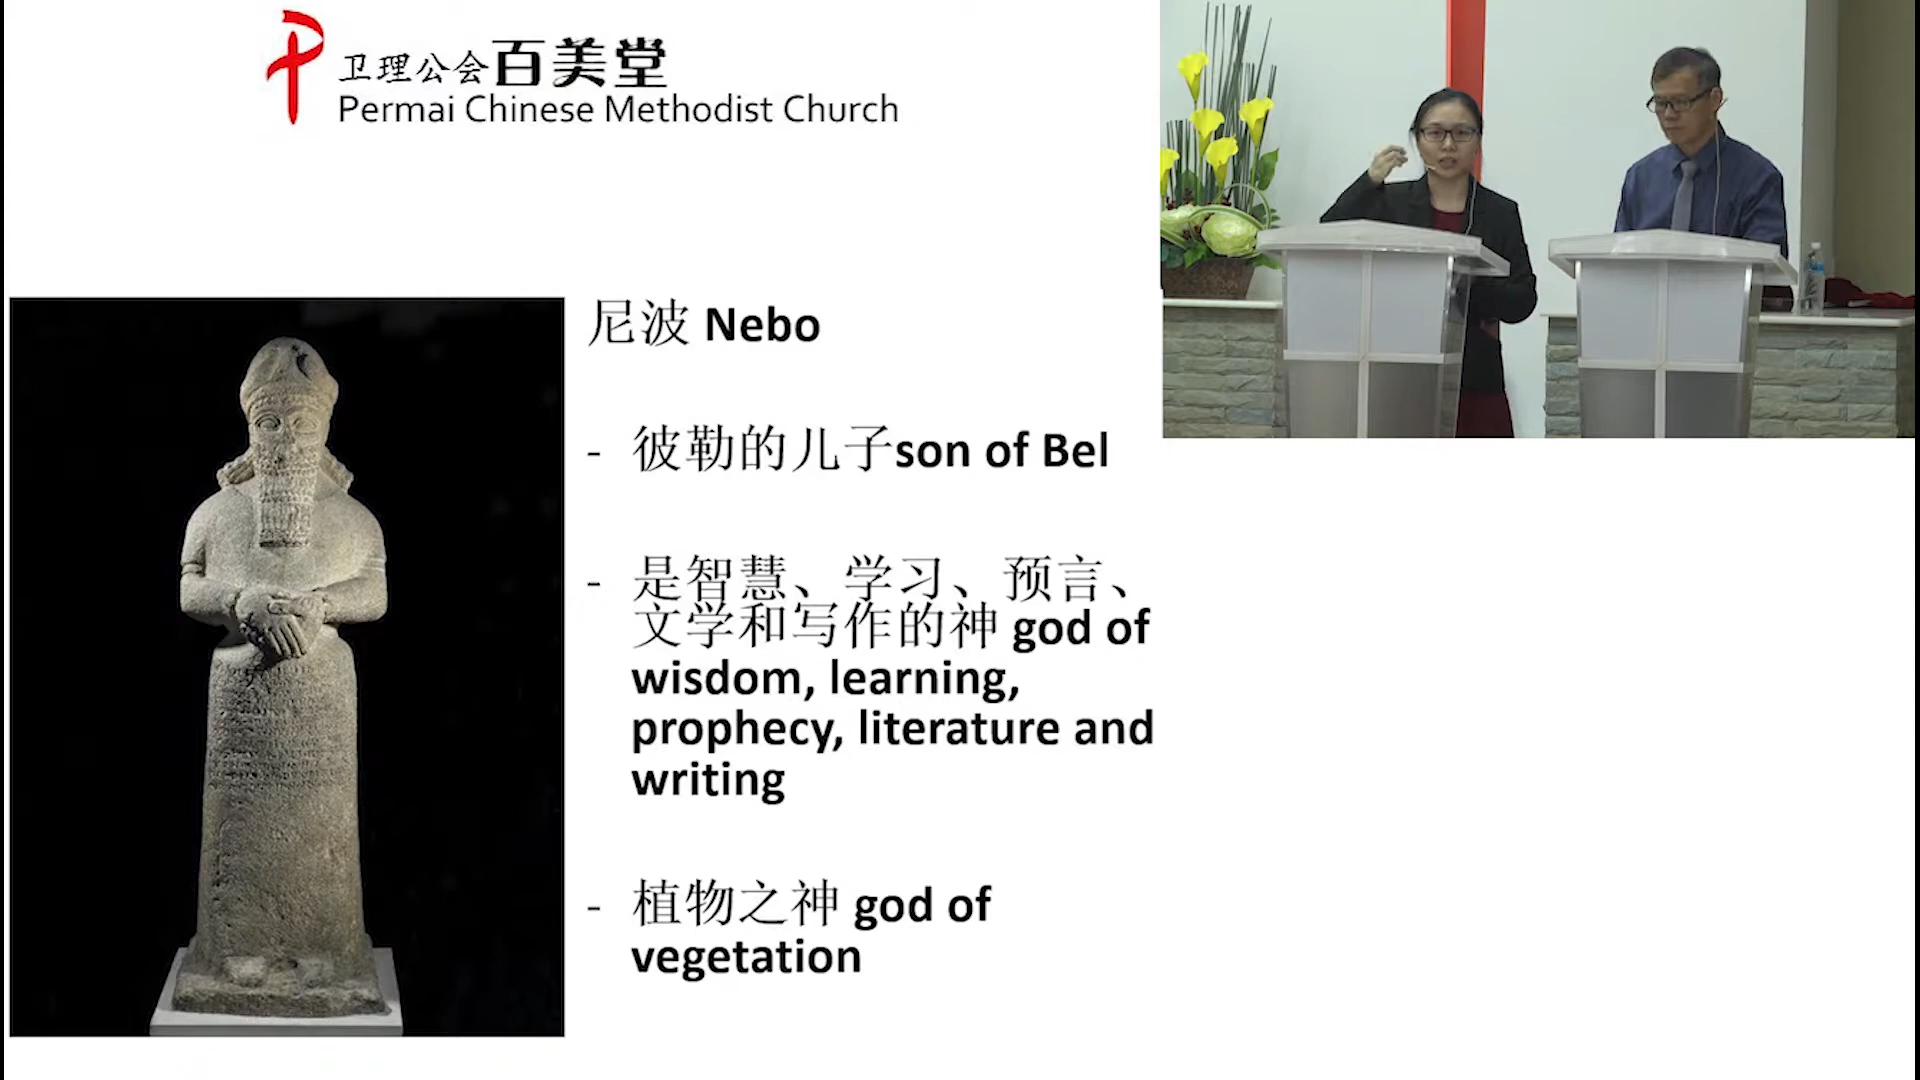 卫理公会百美堂
Permai Chinese Methodist Church
尼波 Nebo
- 彼勒的儿子son of Bel
- 是智慧、学习、预言、
文学和写作的神 god of
wisdom, learning,
prophecy, literature and
writing
- 植物之神 god of
vegetation